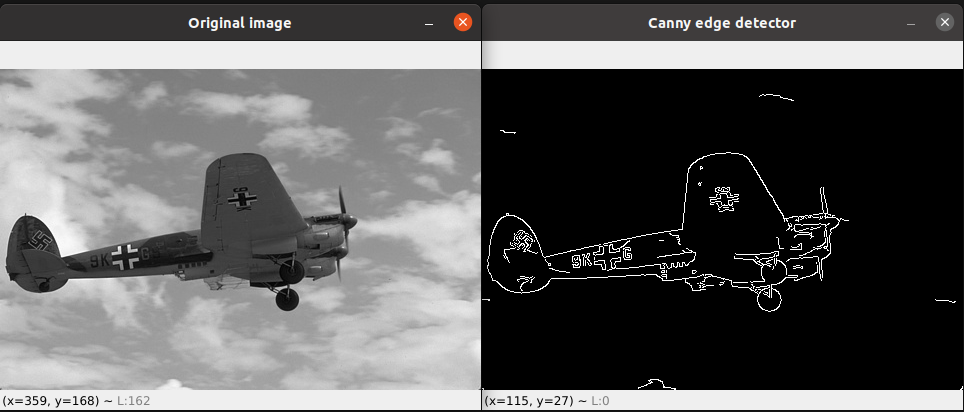 Original image
Canny edge detector
9K
G
9K
G
(x=359, y=168) ~ L:162
(x=115, y=27) ~ L:0